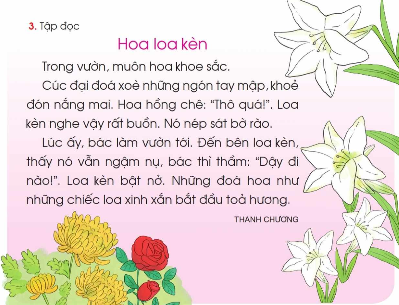 3. Tập đọc
Hoa loa kèn
Trong vườn, muôn hoa khoe sắc.
Cúc đại đoá xoè những ngón tay mập, khoẻ
đón nắng mai. Hoa hồng chê: “Thô quá!”. Loa
kèn nghe vậy rất buồn. Nó nép sát bờ rào.
Lúc ấy, bác làm vườn tới. Đến bên loa kèn,
thấy nó vẫn ngậm nụ, bác thì thầm: “Dậy đi
nào!”. Loa kèn bật nở. Những đoá hoa như
những chiếc loa xinh xắn bắt đầu toả hương.
THANH CHƯƠNG